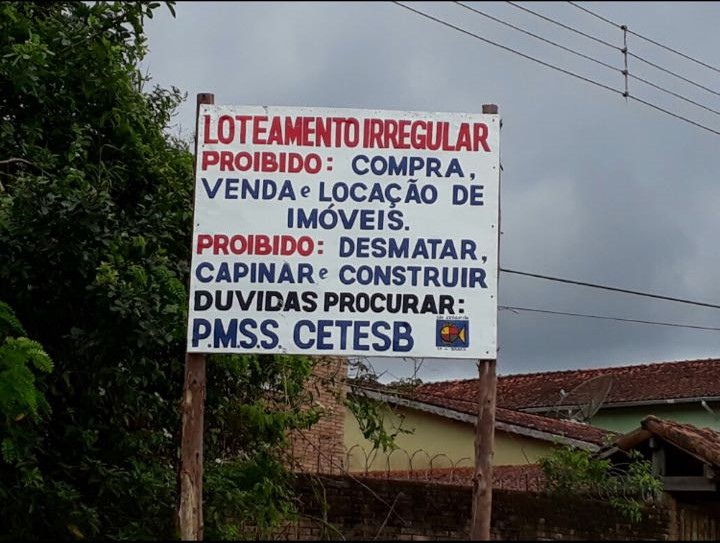 LOTEAMENTO IRREGULAR
PROIBIDO: COMPRA,
VENDA e LOCAÇÃO DE
IMÓVEIS.
PROIBIDO: DESMATAR,
CAPINAR e CONSTRUIR
DUVIDAS PROCURAR:
P.M.S.S. CETESB